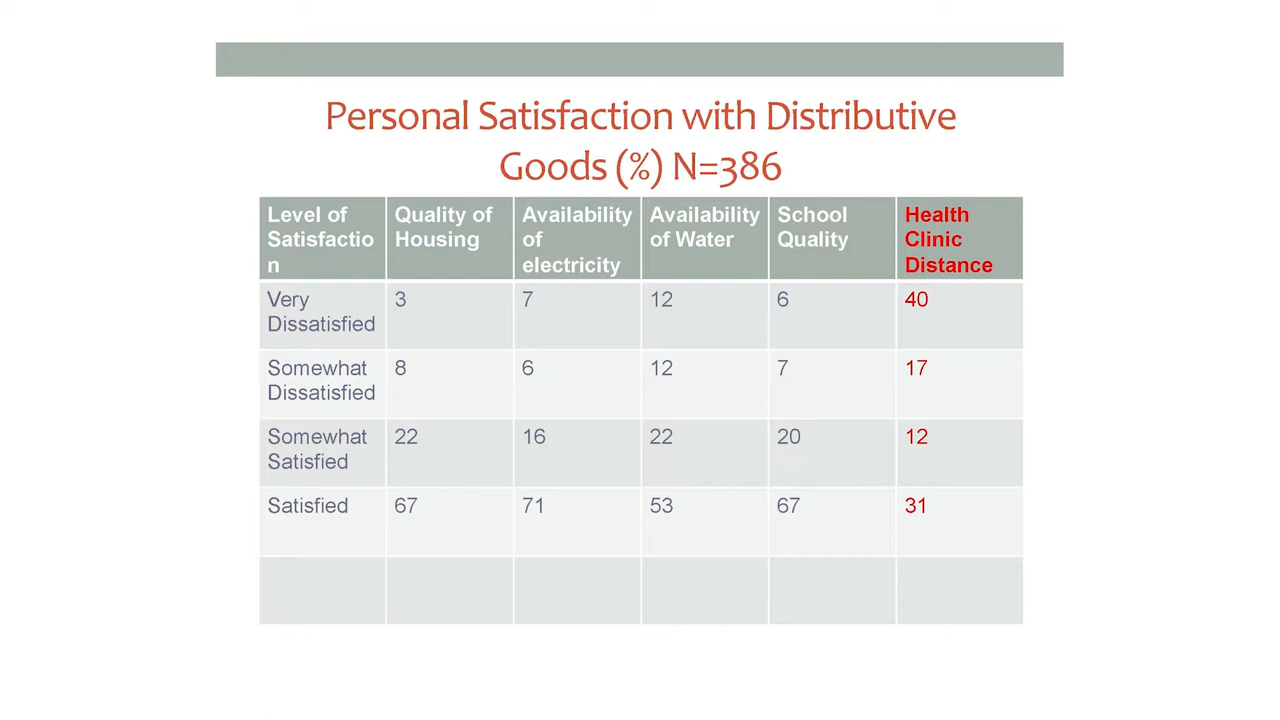 Personal Satisfaction with Distributive
Goods (%) N=386
Level of Satisfactio n | Quality of Housing | Availability of electricity | Availability of Water | School Quality | Health Clinic Distance
Very Dissatisfied | 3 | 7 | 12 | 6 | 40
Somewhat Dissatisfied | 8 | 6 | 12 | 7 | 17
Somewhat Satisfied | 22 | 16 | 22 | 20 | 12
Satisfied | 67 | 71 | 53 | 67 | 31